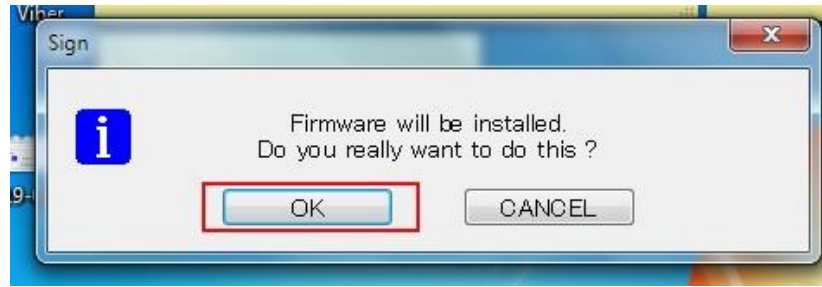 Viber
Sign
x
i
Firmware will be installed.
Do you really want to do this ?
OK
CANCEL